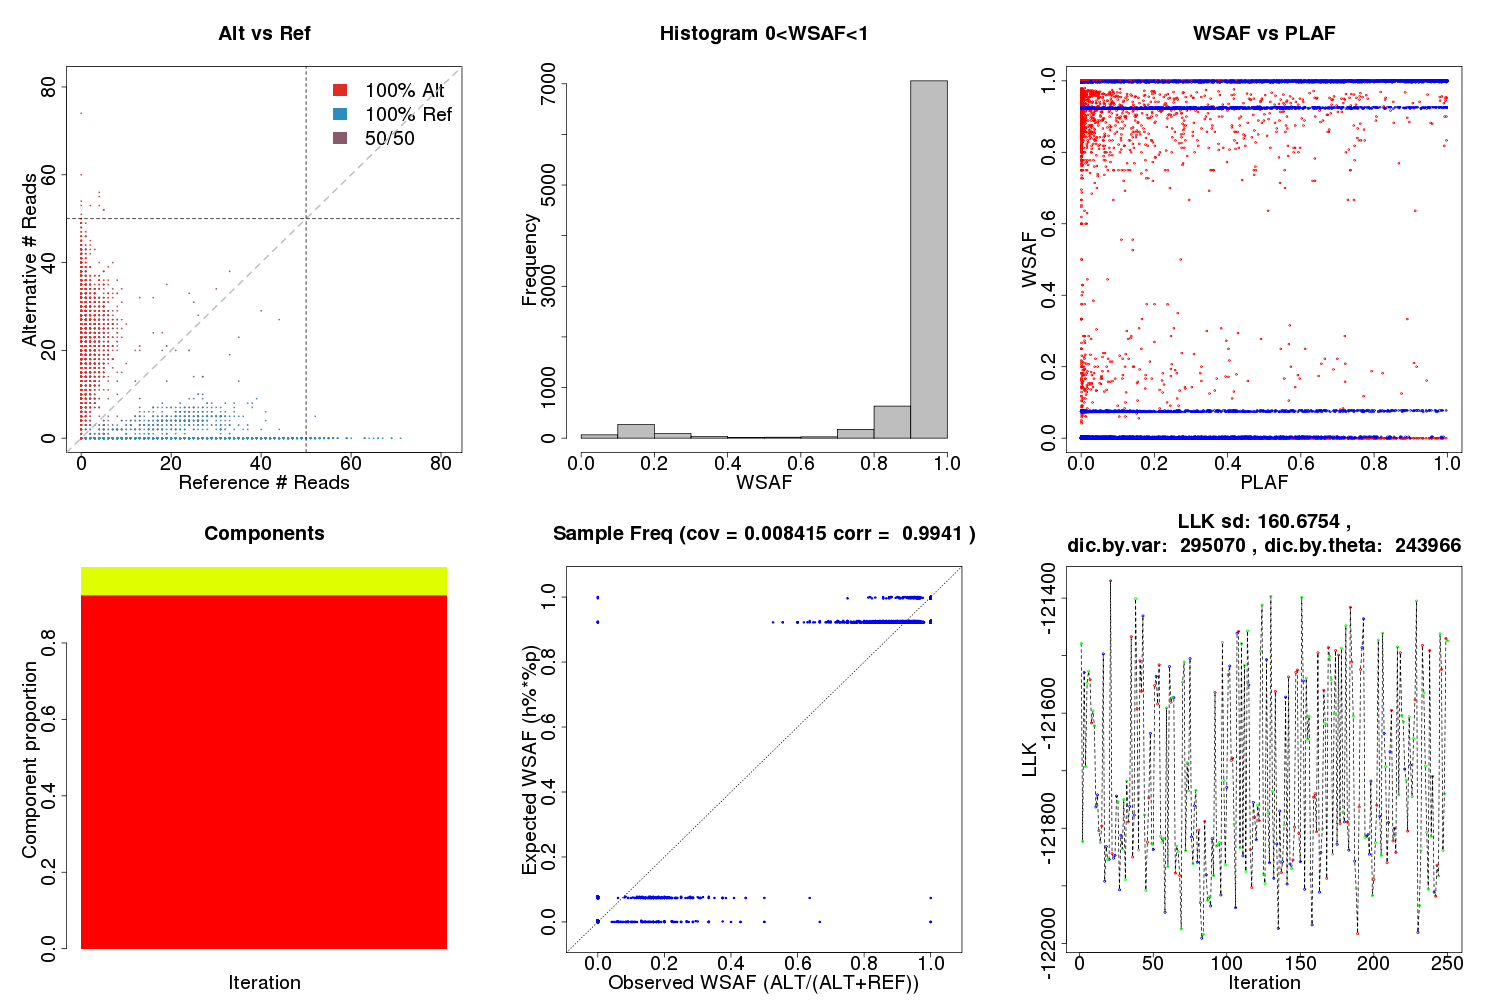 Alt vs Ref
80
60
40
20
0
Alternative # Reads
100% Alt
100% Ref
50/50
0 20 40 60 80
Reference # Reads
Histogram 0<WSAF<1
7000
5000
3000
1000
0
Frequency
0.0 0.2 0.4 0.6 0.8 1.0
WSAF
WSAF vs PLAF
1.0
0.8
0.6
0.4
0.2
0.0
WSAF
0.0 0.2 0.4 0.6 0.8 1.0
PLAF
Components
0.8
0.6
0.4
0.2
0.0
Component proportion
Iteration
Sample Freq (cov = 0.008415 corr = 0.9941 )
1.0
0.8
0.6
0.4
0.2
0.0
Expected WSAF (h%*%p)
0.0 0.2 0.4 0.6 0.8 1.0
Observed WSAF (ALT/(ALT+REF))
LLK sd: 160.6754 ,
dic.by.var: 295070 , dic.by.theta: 243966
-121400
-121600
-121800
-122000
LLK
0 50 100 150 200 250
Iteration